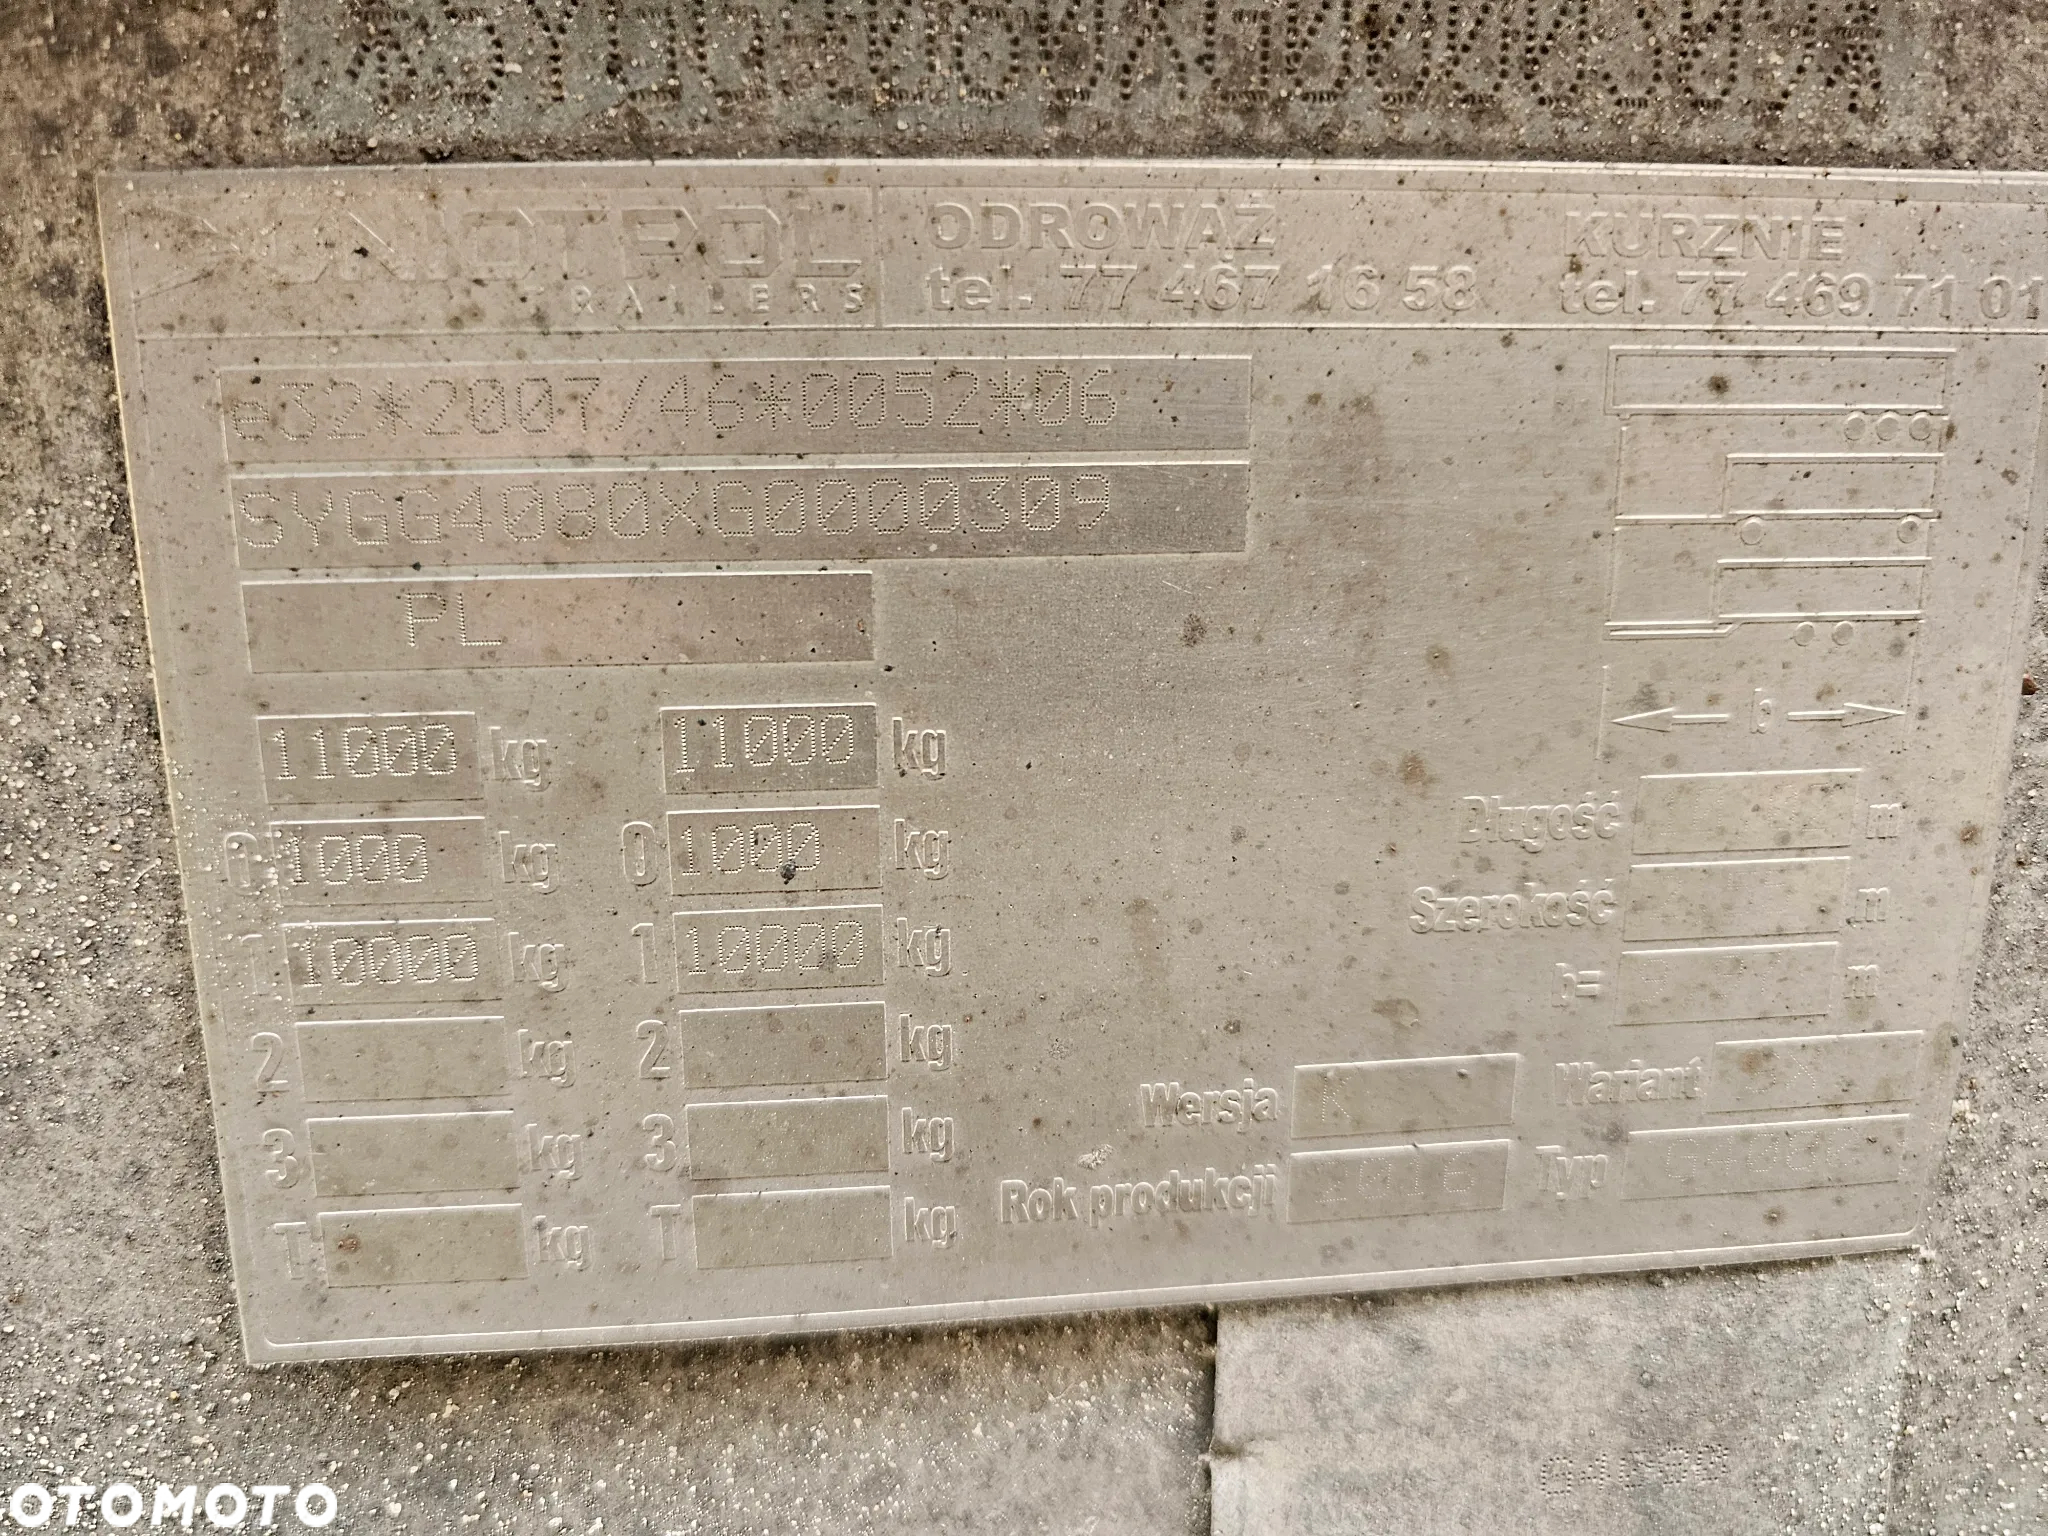 TRAILERS
ODROWĄŻ
tel. 77 467 16 58
KURZNIE
tel. 77 469 71 01
e32*2007/46*0052*06
SYGG4080XG0000309
PL
11000 kg 11000 kg
0 1000 kg 0 1000 kg
1 10000 kg 1 10000 kg
2 kg 2 kg
3 kg 3 kg
T kg T kg
b
Długość m
Szerokość m
b= m
Wersja K Wariant
Rok produkcji 2016 Typ
OTOMOTO